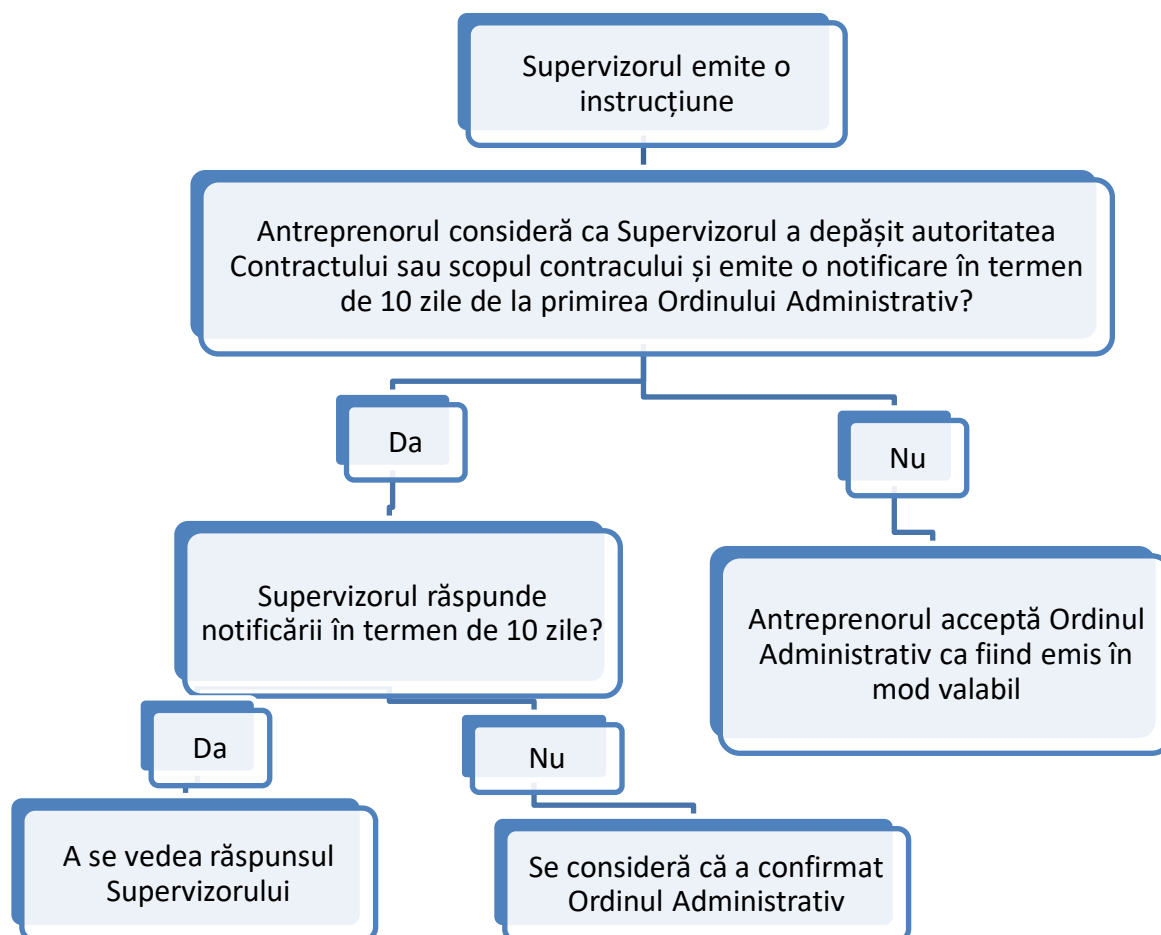 Supervizorul emite o
instrucțiune
Antreprenorul consideră ca Supervizorul a depășit autoritatea
Contractului sau scopul contracului și emite o notificare în termen
de 10 zile de la primirea Ordinului Administrativ?
Da
Nu
Supervizorul răspunde
notificării în termen de 10 zile?
Antreprenorul acceptă Ordinul
Administrativ ca fiind emis în
mod valabil
Da
Nu
A se vedea răspunsul
Supervizorului
Se consideră că a confirmat
Ordinul Administrativ